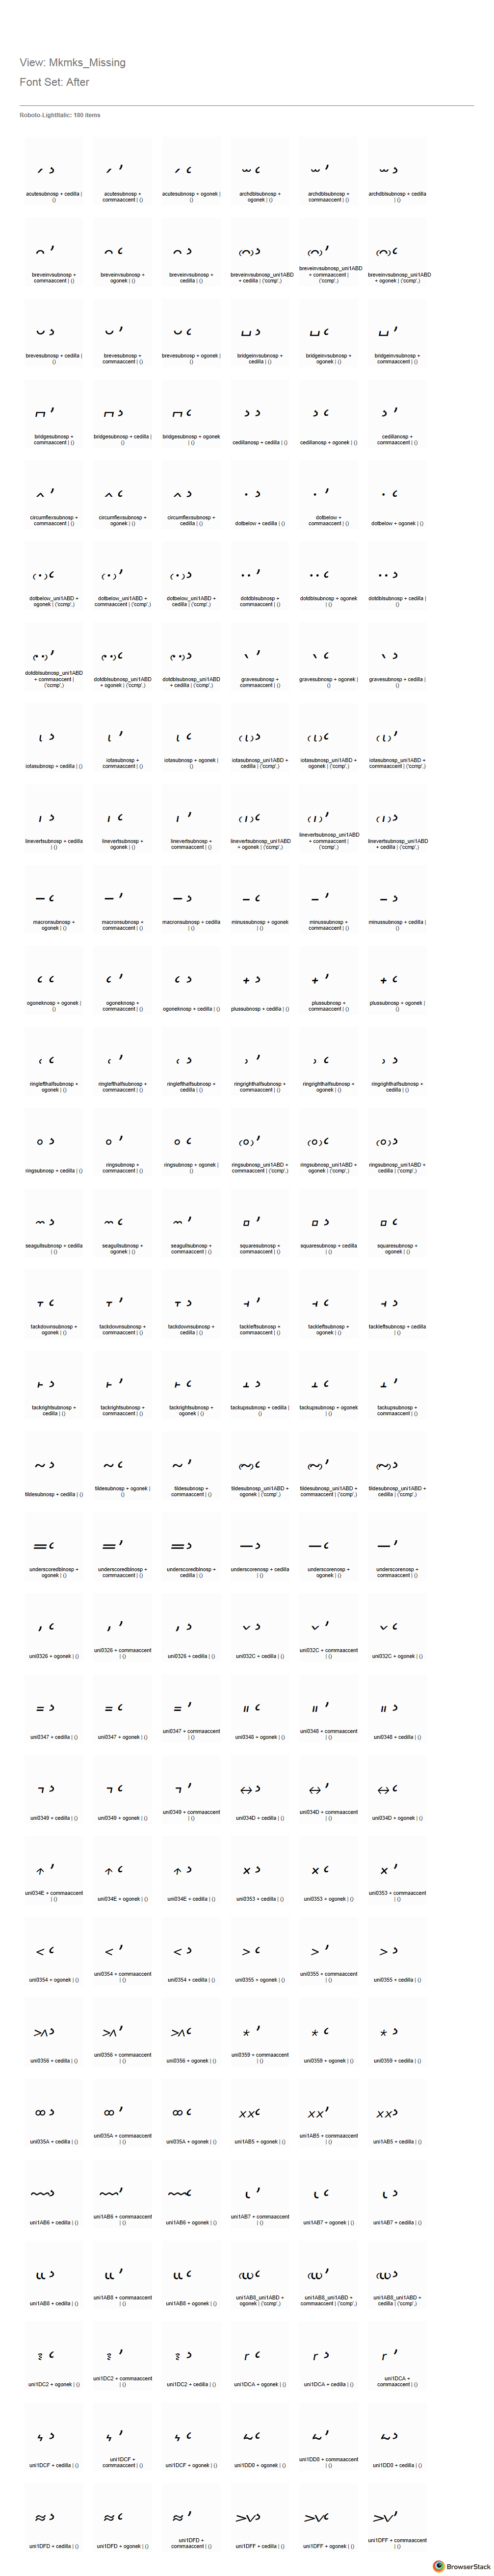 View: Mkmks_Missing
Font Set: After
Roboto-LightItalic: 180 items
acutesubnosp + cedilla |
()
acutesubnosp +
commaaccent | ()
acutesubnosp + ogonek |
()
archdblsubnosp +
ogonek | ()
archdblsubnosp +
commaaccent | ()
archdblsubnosp + cedilla
| ()
breveinvsubnosp +
commaaccent | ()
breveinvsubnosp +
ogonek | ()
breveinvsubnosp +
cedilla | ()
breveinvsubnosp_uni1ABD
+ cedilla | ('ccmp',)
breveinvsubnosp_uni1ABD
+ commaaccent |
('ccmp',)
breveinvsubnosp_uni1ABD
+ ogonek | ('ccmp',)
brevesubnosp + cedilla |
()
brevesubnosp +
commaaccent | ()
brevesubnosp + ogonek |
()
bridgeinvsubnosp +
cedilla | ()
bridgeinvsubnosp +
ogonek | ()
bridgeinvsubnosp +
commaaccent | ()
bridgesubnosp +
commaaccent | ()
bridgesubnosp + cedilla |
()
bridgesubnosp + ogonek
| ()
cedillanosp + cedilla | ()
cedillanosp + ogonek | ()
cedillanosp +
commaaccent | ()
circumflexsubnosp +
commaaccent | ()
circumflexsubnosp +
ogonek | ()
circumflexsubnosp +
cedilla | ()
dotbelow + cedilla | ()
dotbelow +
commaaccent | ()
dotbelow + ogonek | ()
dotbelow_uni1ABD +
ogonek | ('ccmp',)
dotbelow_uni1ABD +
commaaccent | ('ccmp',)
dotbelow_uni1ABD +
cedilla | ('ccmp',)
dotdblsubnosp +
commaaccent | ()
dotdblsubnosp + ogonek
| ()
dotdblsubnosp + cedilla |
()
dotdblsubnosp_uni1ABD
+ commaaccent |
('ccmp',)
dotdblsubnosp_uni1ABD
+ ogonek | ('ccmp',)
dotdblsubnosp_uni1ABD
+ cedilla | ('ccmp',)
gravesubnosp +
commaaccent | ()
gravesubnosp + ogonek |
()
gravesubnosp + cedilla |
()
iotasubnosp + cedilla | ()
iotasubnosp +
commaaccent | ()
iotasubnosp + ogonek |
()
iotasubnosp_uni1ABD +
cedilla | ('ccmp',)
iotasubnosp_uni1ABD +
ogonek | ('ccmp',)
iotasubnosp_uni1ABD +
commaaccent | ('ccmp',)
linevertsubnosp + cedilla
| ()
linevertsubnosp +
ogonek | ()
linevertsubnosp +
commaaccent | ()
linevertsubnosp_uni1ABD
+ ogonek | ('ccmp',)
linevertsubnosp_uni1ABD
+ commaaccent |
('ccmp',)
linevertsubnosp_uni1ABD
+ cedilla | ('ccmp',)
macronsubnosp +
ogonek | ()
macronsubnosp +
commaaccent | ()
macronsubnosp + cedilla
| ()
minussubnosp + ogonek
| ()
minussubnosp +
commaaccent | ()
minussubnosp + cedilla |
()
ogoneknosp + ogonek |
()
ogoneknosp +
commaaccent | ()
ogoneknosp + cedilla | ()
plussubnosp + cedilla | ()
plussubnosp +
commaaccent | ()
plussubnosp + ogonek |
()
ringlefthalfsubnosp +
ogonek | ()
ringlefthalfsubnosp +
commaaccent | ()
ringlefthalfsubnosp +
cedilla | ()
ringrighthalfsubnosp +
commaaccent | ()
ringrighthalfsubnosp +
ogonek | ()
ringrighthalfsubnosp +
cedilla | ()
ringsubnosp + cedilla | ()
ringsubnosp +
commaaccent | ()
ringsubnosp + ogonek |
()
ringsubnosp_uni1ABD +
commaaccent | ('ccmp',)
ringsubnosp_uni1ABD +
ogonek | ('ccmp',)
ringsubnosp_uni1ABD +
cedilla | ('ccmp',)
seagullsubnosp + cedilla
| ()
seagullsubnosp +
ogonek | ()
seagullsubnosp +
commaaccent | ()
squaresubnosp +
commaaccent | ()
squaresubnosp + cedilla
| ()
squaresubnosp +
ogonek | ()
tackdownsubnosp +
ogonek | ()
tackdownsubnosp +
commaaccent | ()
tackdownsubnosp +
cedilla | ()
tackleftsubnosp +
commaaccent | ()
tackleftsubnosp +
ogonek | ()
tackleftsubnosp + cedilla
| ()
tackrightsubnosp +
cedilla | ()
tackrightsubnosp +
commaaccent | ()
tackrightsubnosp +
ogonek | ()
tackupsubnosp + cedilla |
()
tackupsubnosp + ogonek
| ()
tackupsubnosp +
commaaccent | ()
tildesubnosp + cedilla | ()
tildesubnosp + ogonek |
()
tildesubnosp +
commaaccent | ()
tildesubnosp_uni1ABD +
ogonek | ('ccmp',)
tildesubnosp_uni1ABD +
commaaccent | ('ccmp',)
tildesubnosp_uni1ABD +
cedilla | ('ccmp',)
underscoredblnosp +
ogonek | ()
underscoredblnosp +
commaaccent | ()
underscoredblnosp +
cedilla | ()
underscorenosp + cedilla
| ()
underscorenosp +
ogonek | ()
underscorenosp +
commaaccent | ()
uni0326 + ogonek | ()
uni0326 + commaaccent
| ()
uni0326 + cedilla | ()
uni032C + cedilla | ()
uni032C + commaaccent
| ()
uni032C + ogonek | ()
uni0347 + cedilla | ()
uni0347 + ogonek | ()
uni0347 + commaaccent
| ()
uni0348 + ogonek | ()
uni0348 + commaaccent
| ()
uni0348 + cedilla | ()
uni0349 + cedilla | ()
uni0349 + ogonek | ()
uni0349 + commaaccent
| ()
uni034D + cedilla | ()
uni034D + commaaccent
| ()
uni034D + ogonek | ()
uni034E + commaaccent
| ()
uni034E + ogonek | ()
uni034E + cedilla | ()
uni0353 + cedilla | ()
uni0353 + ogonek | ()
uni0353 + commaaccent
| ()
uni0354 + ogonek | ()
uni0354 + commaaccent
| ()
uni0354 + cedilla | ()
uni0355 + ogonek | ()
uni0355 + commaaccent
| ()
uni0355 + cedilla | ()
uni0356 + cedilla | ()
uni0356 + commaaccent
| ()
uni0356 + ogonek | ()
uni0359 + commaaccent
| ()
uni0359 + ogonek | ()
uni0359 + cedilla | ()
uni035A + cedilla | ()
uni035A + commaaccent
| ()
uni035A + ogonek | ()
uni1AB5 + ogonek | ()
uni1AB5 + commaaccent
| ()
uni1AB5 + cedilla | ()
uni1AB6 + cedilla | ()
uni1AB6 + commaaccent
| ()
uni1AB6 + ogonek | ()
uni1AB7 + commaaccent
| ()
uni1AB7 + ogonek | ()
uni1AB7 + cedilla | ()
uni1AB8 + cedilla | ()
uni1AB8 + commaaccent
| ()
uni1AB8 + ogonek | ()
uni1AB8_uni1ABD +
ogonek | ('ccmp',)
uni1AB8_uni1ABD +
commaaccent | ('ccmp',)
uni1AB8_uni1ABD +
cedilla | ('ccmp',)
uni1DC2 + ogonek | ()
uni1DC2 + commaaccent
| ()
uni1DC2 + cedilla | ()
uni1DCA + ogonek | ()
uni1DCA + cedilla | ()
uni1DCA +
commaaccent | ()
uni1DCF + cedilla | ()
uni1DCF +
commaaccent | ()
uni1DCF + ogonek | ()
uni1DD0 + ogonek | ()
uni1DD0 + commaaccent
| ()
uni1DD0 + cedilla | ()
uni1DFD + cedilla | ()
uni1DFD + ogonek | ()
uni1DFD +
commaaccent | ()
uni1DFF + cedilla | ()
uni1DFF + ogonek | ()
uni1DFF + commaaccent
| ()
BrowserStack